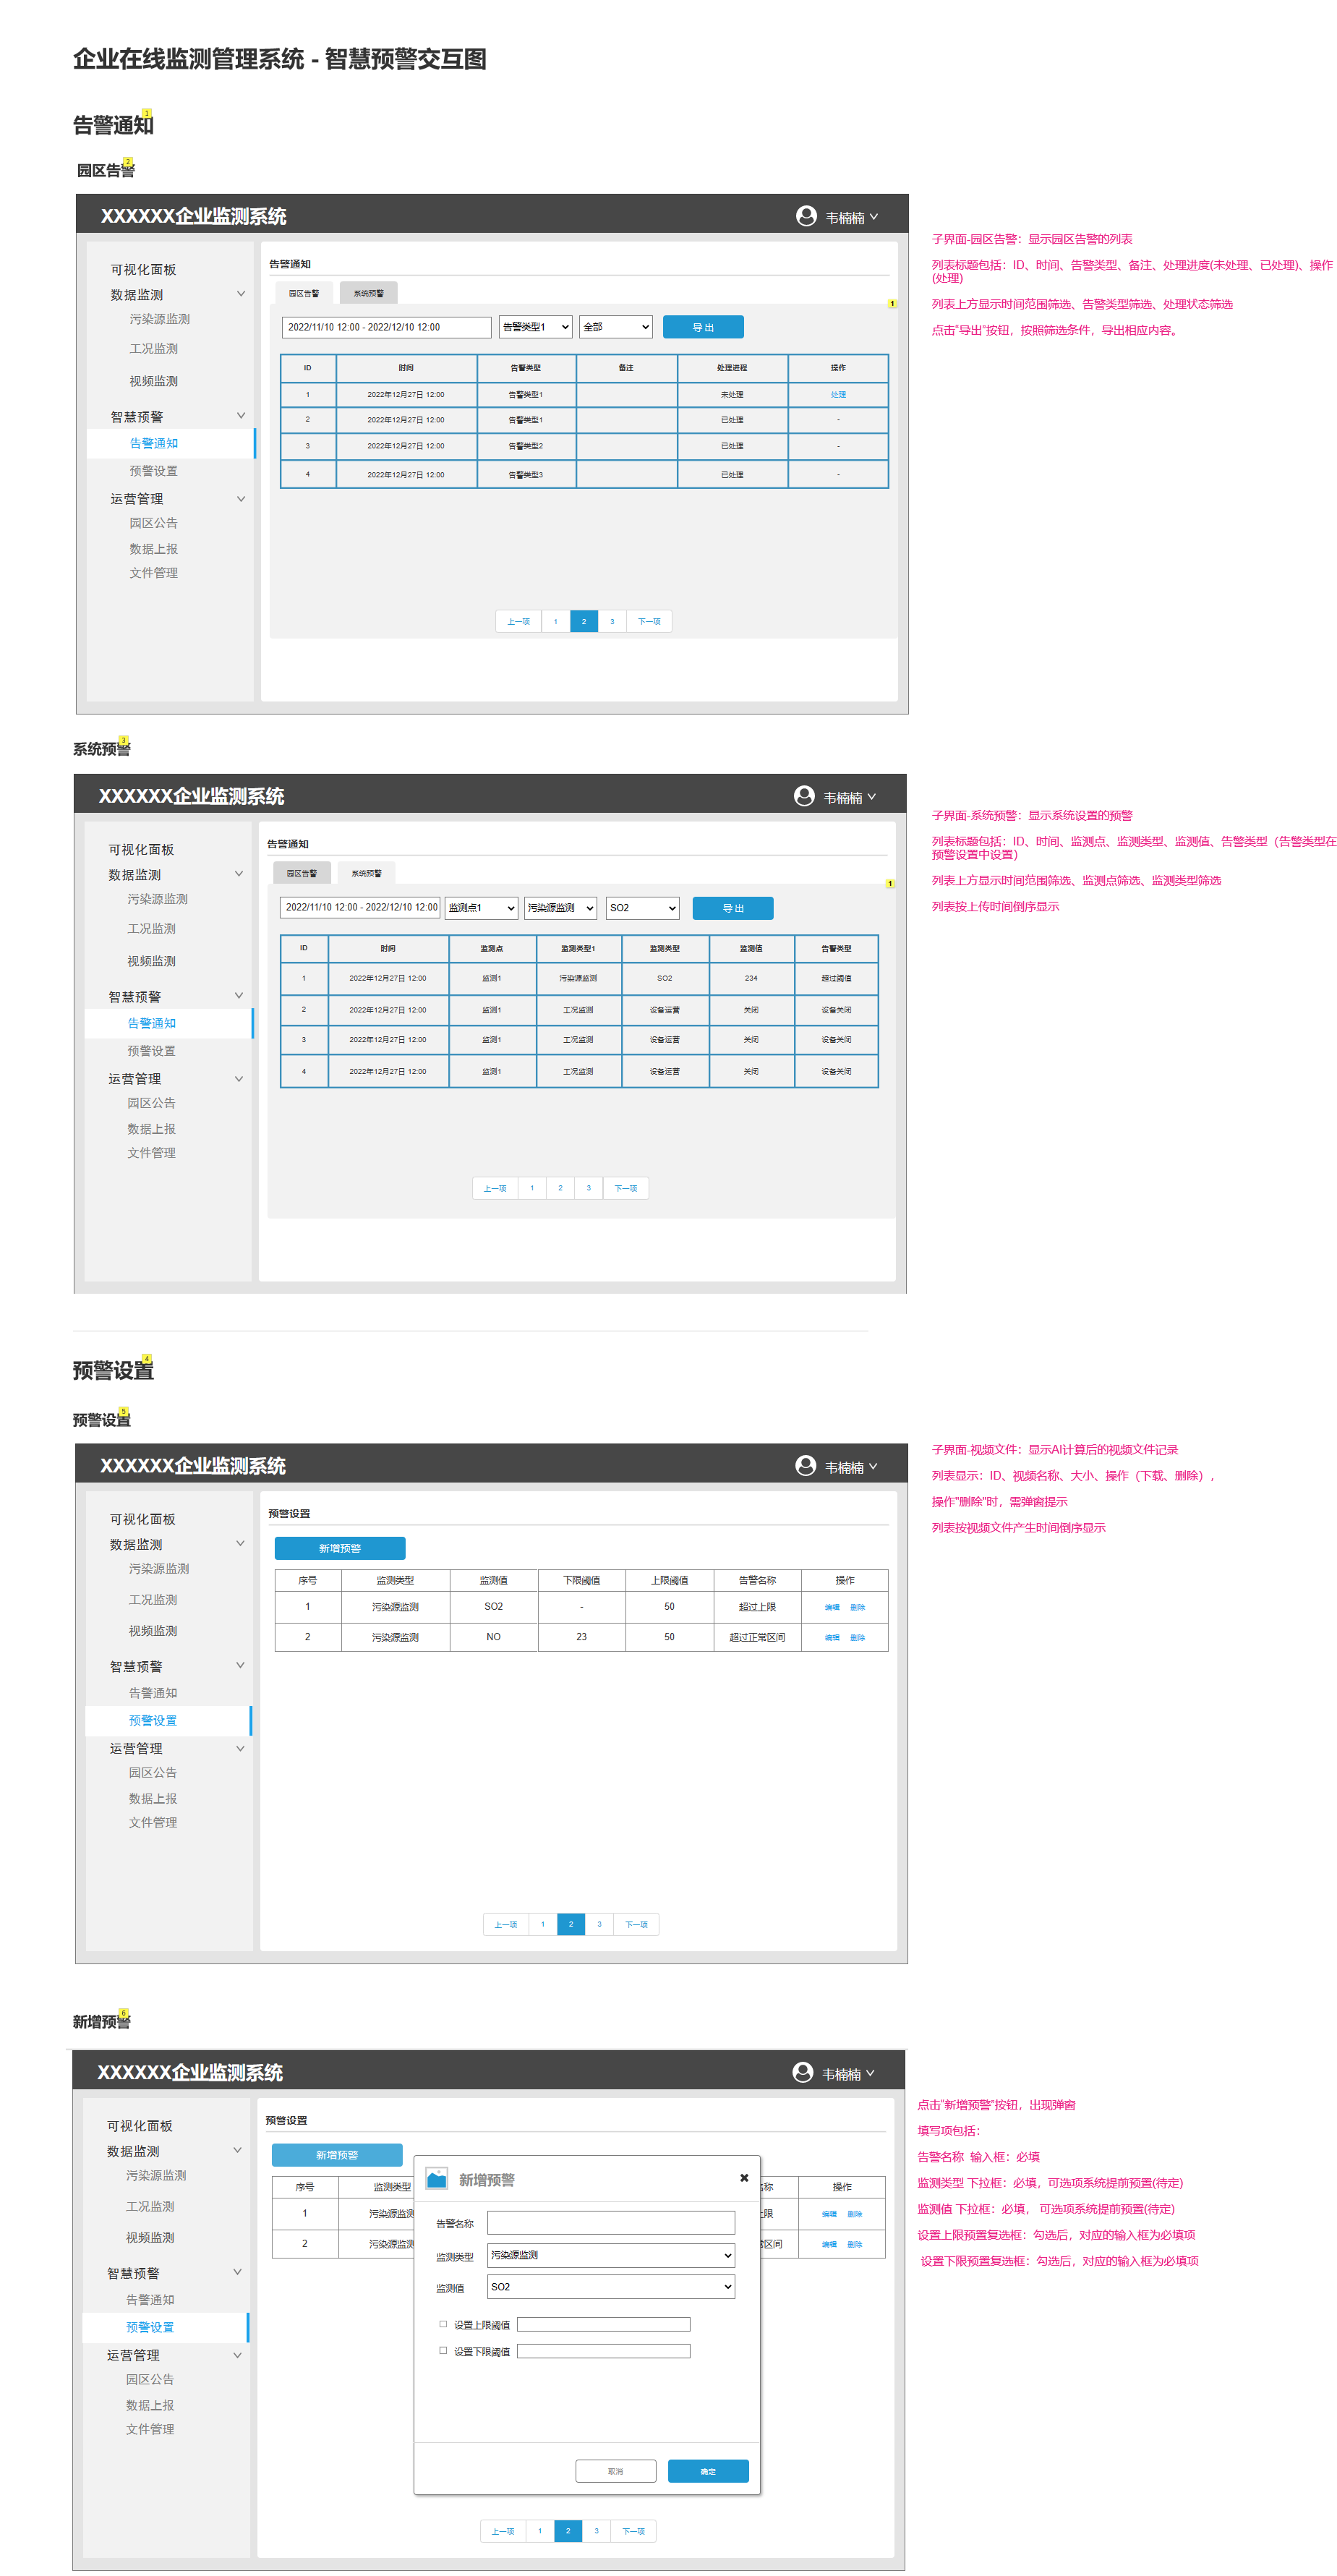 企业在线监测管理系统 - 智慧预警交互图
告警通知
1
园区告警
2
XXXXXX企业监测系统
韦楠楠
可视化面板
数据监测
污染源监测
工况监测
视频监测
智慧预警
告警通知
预警设置
运营管理
园区公告
数据上报
文件管理
告警通知
园区告警 系统预警
1
2022/11/10 12:00 - 2022/12/10 12:00 告警类型1 全部 导出
ID 时间 告警类型 备注 处理进程 操作
1 2022年12月27日 12:00 告警类型1 未处理 处理
2 2022年12月27日 12:00 告警类型1 已处理 -
3 2022年12月27日 12:00 告警类型2 已处理 -
4 2022年12月27日 12:00 告警类型3 已处理 -
上一项 1 2 3 下一项
子界面-园区告警：显示园区告警的列表
列表标题包括：ID、时间、告警类型、备注、处理进度(未处理、已处理)、操作
(处理)
列表上方显示时间范围筛选、告警类型筛选、处理状态筛选
点击"导出"按钮，按照筛选条件，导出相应内容。
系统预警
3
XXXXXX企业监测系统
韦楠楠
可视化面板
数据监测
污染源监测
工况监测
视频监测
智慧预警
告警通知
预警设置
运营管理
园区公告
数据上报
文件管理
告警通知
园区告警 系统预警
1
2022/11/10 12:00 - 2022/12/10 12:00 监测点1 污染源监测 SO2 导出
ID 时间 监测点 监测类型1 监测类型 监测值 告警类型
1 2022年12月27日 12:00 监测1 污染源监测 SO2 234 超过阈值
2 2022年12月27日 12:00 监测1 工况监测 设备运营 关闭 设备关闭
3 2022年12月27日 12:00 监测1 工况监测 设备运营 关闭 设备关闭
4 2022年12月27日 12:00 监测1 工况监测 设备运营 关闭 设备关闭
上一项 1 2 3 下一项
子界面-系统预警：显示系统设置的预警
列表标题包括：ID、时间、监测点、监测类型、监测值、告警类型（告警类型在
预警设置中设置）
列表上方显示时间范围筛选、监测点筛选、监测类型筛选
列表按上传时间倒序显示
预警设置
4
预警设置
5
XXXXXX企业监测系统
韦楠楠
可视化面板
数据监测
污染源监测
工况监测
视频监测
智慧预警
告警通知
预警设置
运营管理
园区公告
数据上报
文件管理
预警设置
新增预警
序号 监测类型 监测值 下限阈值 上限阈值 告警名称 操作
1 污染源监测 SO2 - 50 超过上限 编辑 删除
2 污染源监测 NO 23 50 超过正常区间 编辑 删除
上一项 1 2 3 下一项
子界面-视频文件：显示AI计算后的视频文件记录
列表显示：ID、视频名称、大小、操作（下载、删除），
操作"删除"时，需弹窗提示
列表按视频文件产生时间倒序显示
新增预警
6
XXXXXX企业监测系统
韦楠楠
可视化面板
数据监测
污染源监测
工况监测
视频监测
智慧预警
告警通知
预警设置
运营管理
园区公告
数据上报
文件管理
预警设置
新增预警
序号 监测类型 称 操作
1 污染源监测 限 编辑 删除
2 污染源监测 常区间 编辑 删除
新增预警
告警名称
监测类型 污染源监测
监测值 SO2
设置上限阈值
设置下限阈值
取消 确定
上一项 1 2 3 下一项
点击"新增预警"按钮，出现弹窗
填写项包括：
告警名称 输入框：必填
监测类型 下拉框：必填，可选项系统提前预置(待定)
监测值 下拉框：必填， 可选项系统提前预置(待定)
设置上限预置复选框：勾选后，对应的输入框为必填项
设置下限预置复选框：勾选后，对应的输入框为必填项